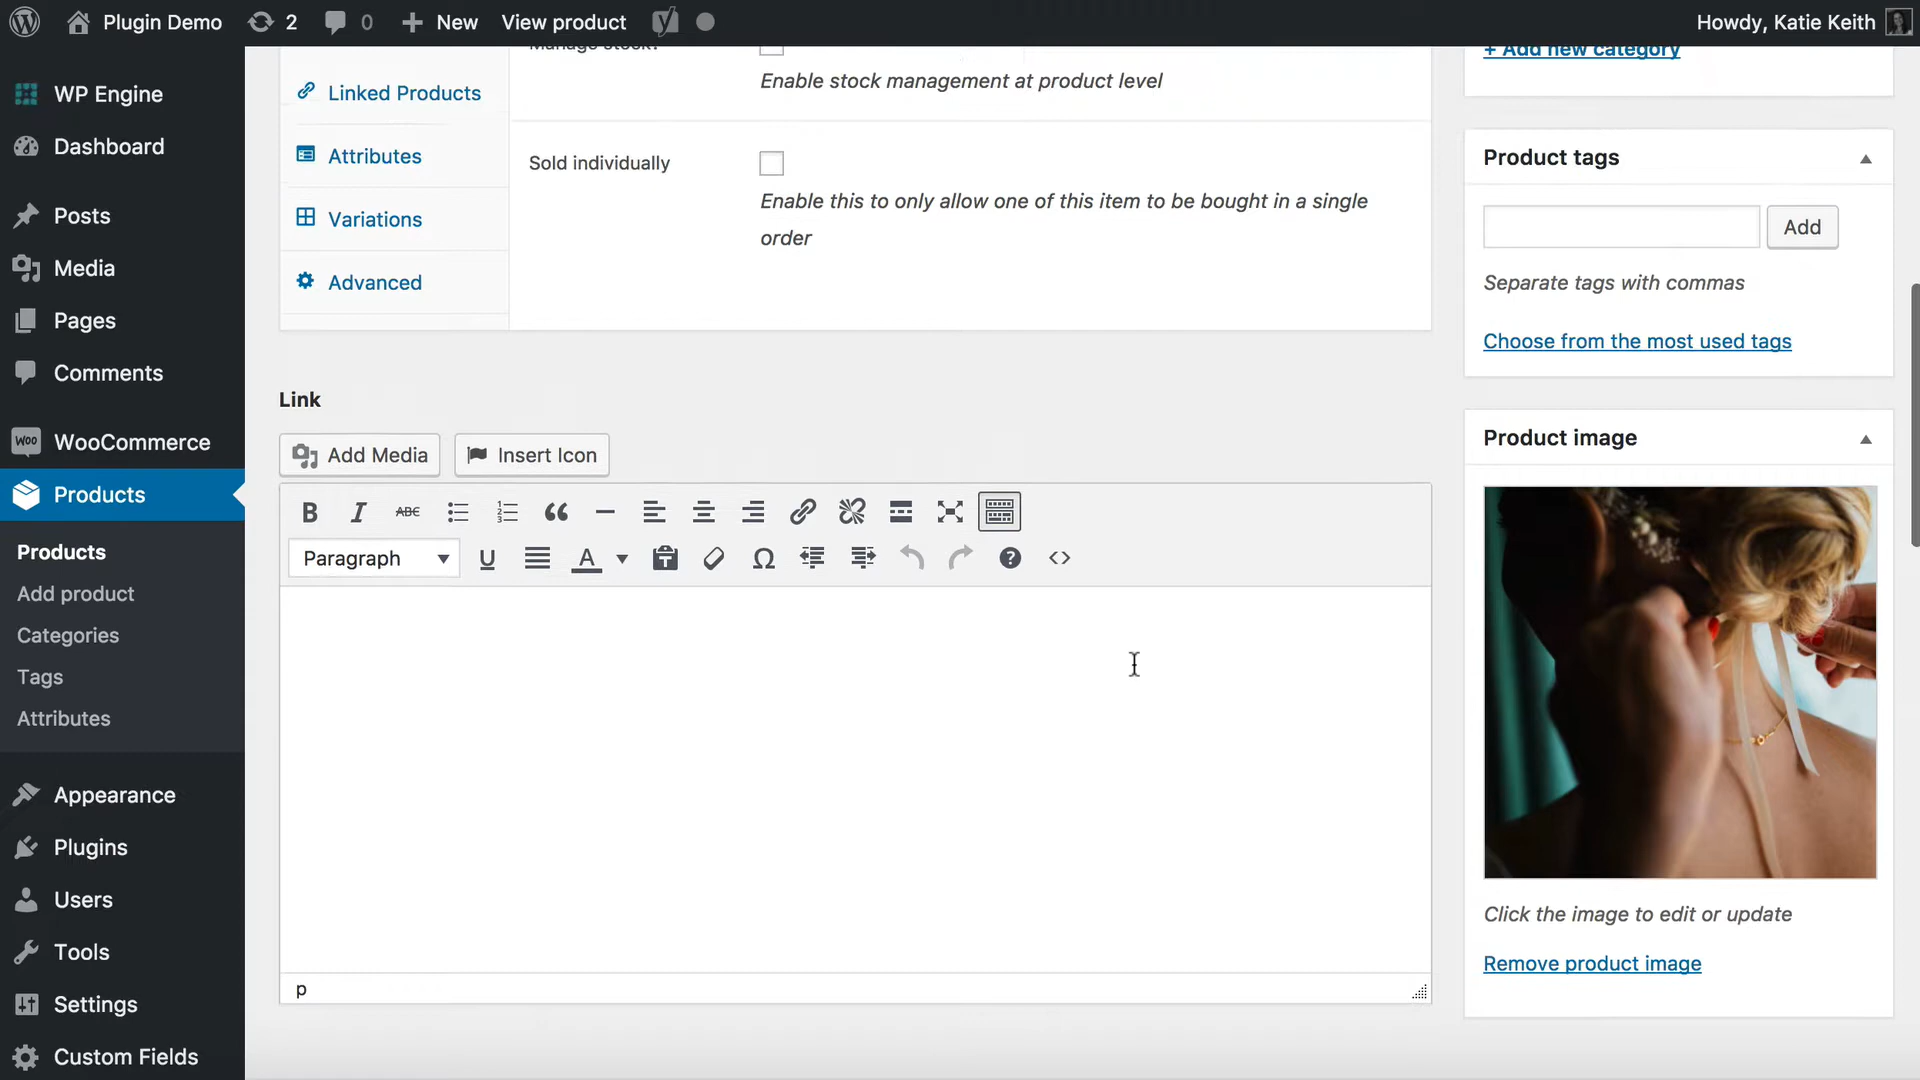 Plugin Demo
2
0
New
View product
Howdy, Katie Keith
WP Engine
Dashboard
Posts
Media
Pages
Comments
WooCommerce
Products
Products
Add product
Categories
Tags
Attributes
Appearance
Plugins
Users
Tools
Settings
Custom Fields
Manage stock?
Enable stock management at product level
Linked Products
Attributes
Variations
Advanced
Sold individually
Enable this to only allow one of this item to be bought in a single
order
Link
Add Media
Insert Icon
B I ABC
Paragraph U A Ω
p
+ Add new category
Product tags
Add
Separate tags with commas
Choose from the most used tags
Product image
Click the image to edit or update
Remove product image